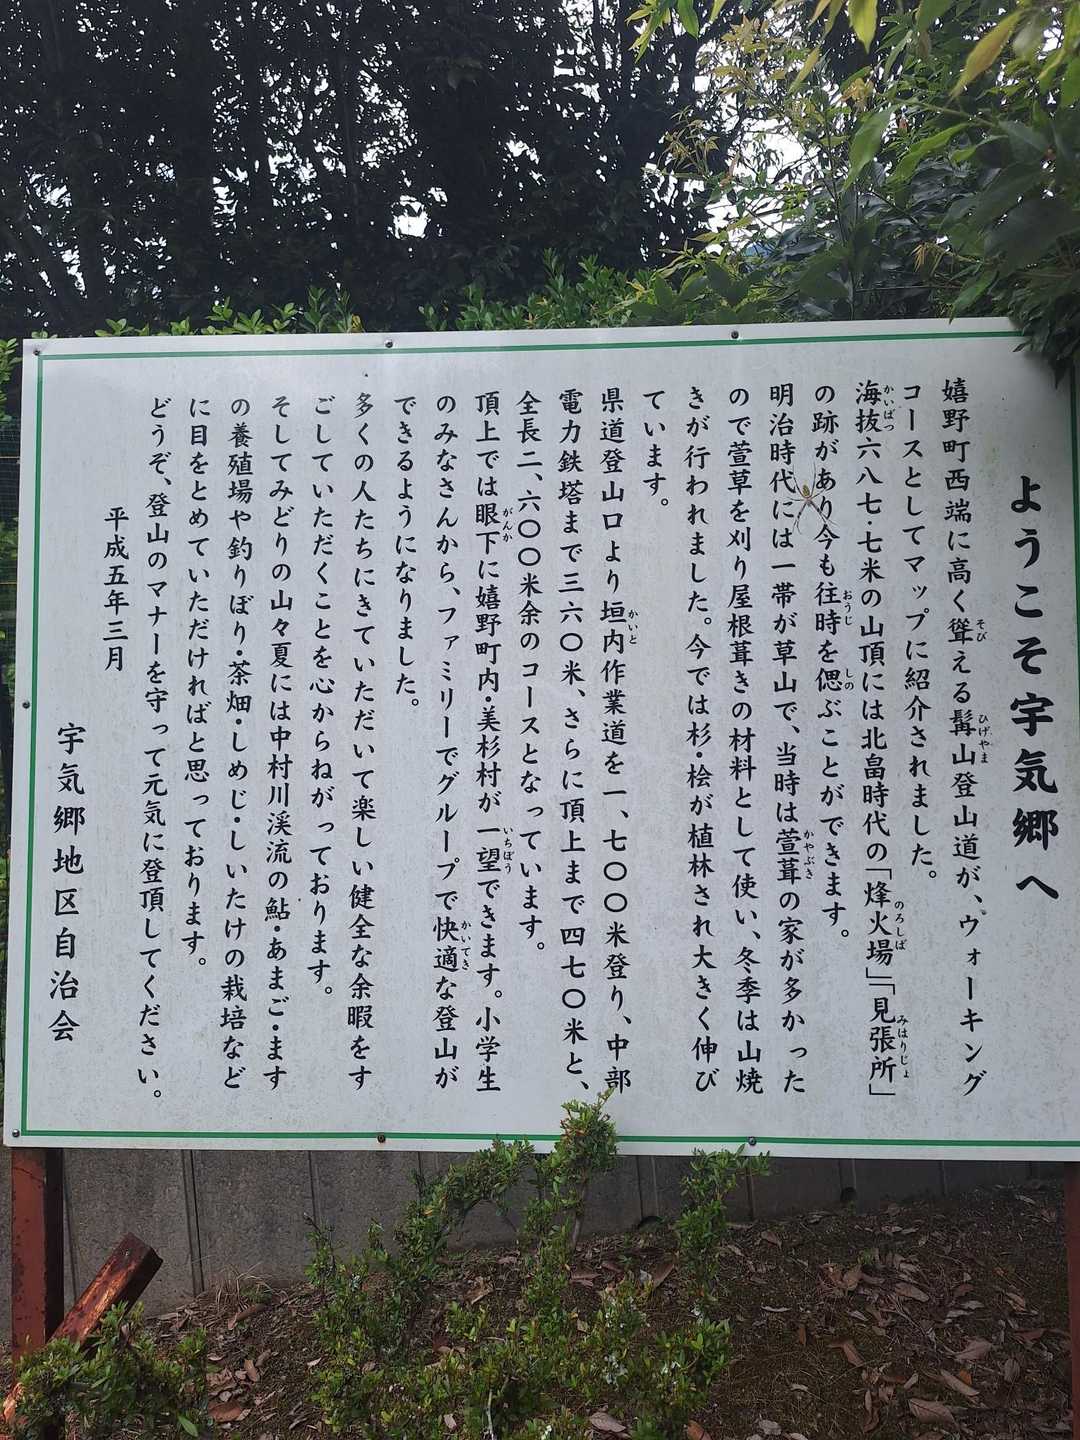 ようこそ宇気郷へ
嬉野町西端に高く聳える髯山登山道が、ウォーキング
コースとしてマップに紹介されました。
海抜六八七・七米の山頂には北畠時代の「烽火場」「見張所」
の跡があり今も往時を偲ぶことができます。
明治時代には一帯が草山で、当時は萱葺の家が多かった
ので萱草を刈り屋根葺きの材料として使い、冬季は山焼
きが行われました。今では杉・桧が植林され大きく伸び
ています。
県道登山口より垣内作業道を一、七〇〇米登り、中部
電力鉄塔まで三六〇米、さらに頂上まで四七〇米と、
全長二、六〇〇米余のコースとなっています。
頂上では眼下に嬉野町内・美杉村が一望できます。小学生
のみなさんから、ファミリーでグループで快適な登山が
できるようになりました。
多くの人たちにきていただいて楽しい健全な余暇をす
ごしていただくことを心からねがっております。
そしてみどりの山々夏には中村川渓流の鮎・あまご・ます
の養殖場や釣りぼり・茶畑・しめじ・しいたけの栽培など
に目をとめていただければと思っております。
どうぞ、登山のマナーを守って元気に登頂してください。
平成五年三月
宇気郷地区自治会